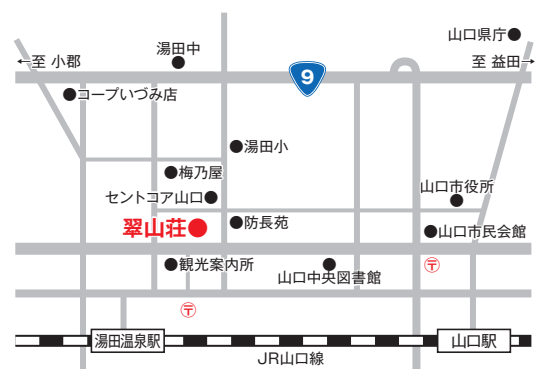 山口県庁
湯田中
←至 小郡
至 益田→
9
コープいづみ店
湯田小
梅乃屋
セントコア山口
山口市役所
翠山荘
防長苑
山口市民会館
観光案内所
山口中央図書館
〒
〒
湯田温泉駅
山口駅
JR山口線